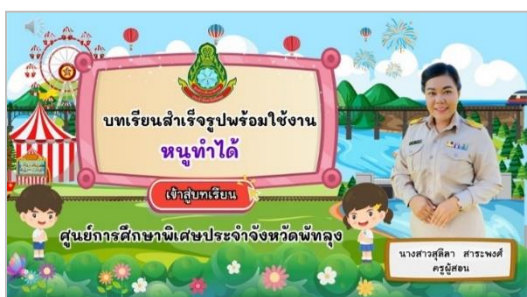 บทเรียนสำเร็จรูปพร้อมใช้งาน
หนูทำได้
เข้าสู่บทเรียน
ศูนย์การศึกษาพิเศษประจำจังหวัดพัทลุง
นางสาวสุลีลา สาระพงศ์
ครูผู้สอน